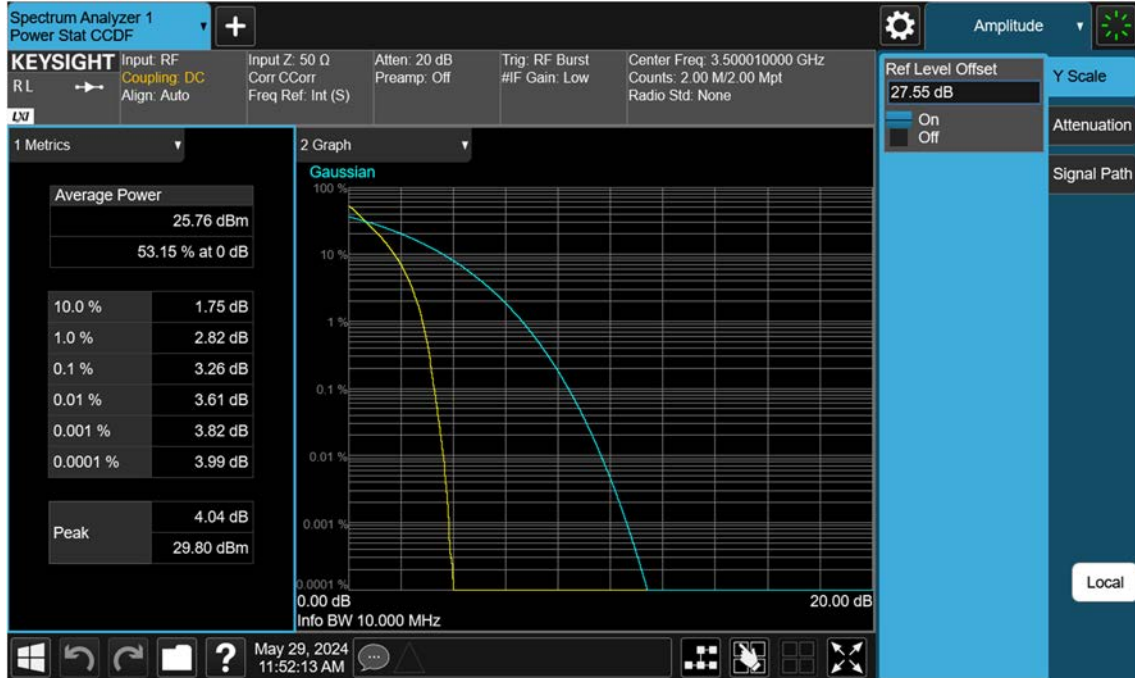 Spectrum Analyzer 1
Power Stat CCDF
Amplitude
KEYSIGHT
R L
LXI
Input: RF
Coupling: DC
Align: Auto
Input Z: 50 Ω
Corr CCorr
Freq Ref: Int (S)
Atten: 20 dB
Preamp: Off
Trig: RF Burst
#IF Gain: Low
Center Freq: 3.500010000 GHz
Counts: 2.00 M/2.00 Mpt
Radio Std: None
Ref Level Offset
27.55 dB
On
Off
Y Scale
Attenuation
Signal Path
1 Metrics
Average Power
25.76 dBm
53.15 % at 0 dB
10.0 % 1.75 dB
1.0 % 2.82 dB
0.1 % 3.26 dB
0.01 % 3.61 dB
0.001 % 3.82 dB
0.0001 % 3.99 dB
Peak
4.04 dB
29.80 dBm
2 Graph
Gaussian
100 %
10 %
1 %
0.1 %
0.01 %
0.001 %
0.0001 %
0.00 dB 20.00 dB
Info BW 10.000 MHz
Local
?
May 29, 2024
11:52:13 AM